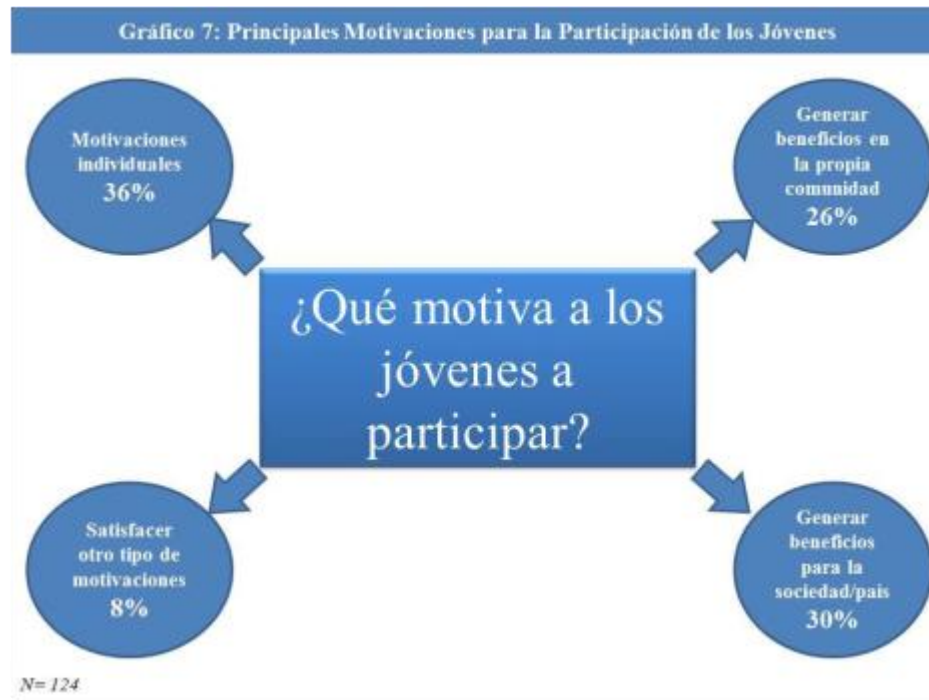 Gráfico 7: Principales Motivaciones para la Participación de los Jóvenes
Motivaciones
individuales
36%
Generar
beneficios en
la propia
comunidad
26%
¿Qué motiva a los
jóvenes a
participar?
Satisfacer
otro tipo de
motivaciones
8%
Generar
beneficios
para la
sociedad/pais
30%
N= 124